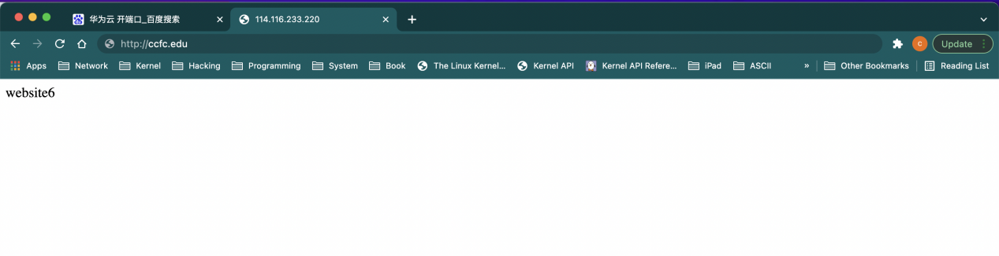 华为云 开端口_百度搜索
114.116.233.220
http://ccfc.edu
C
Update
Apps
Network
Kernel
Hacking
Programming
System
Book
The Linux Kernel...
Kernel API
Kernel API Refere...
iPad
ASCII
»
Other Bookmarks
Reading List
website6